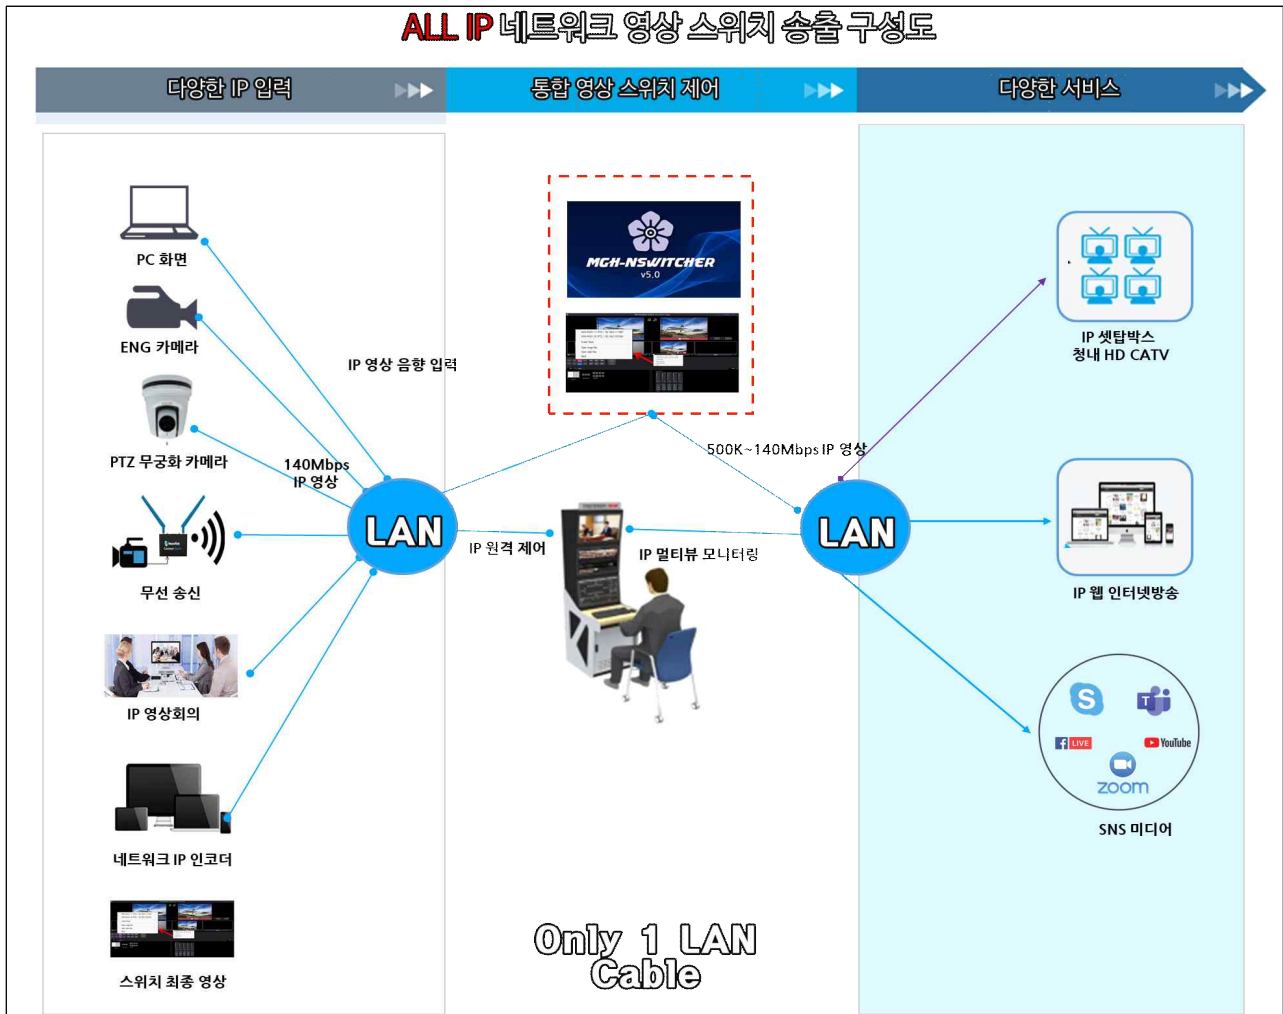 ALL IP 네트워크 영상 스위치 송출 구성도
다양한 IP 입력
통합 영상 스위치 제어
다양한 서비스
PC 화면
ENG 카메라
IP 영상 음향 입력
PTZ 무궁화 카메라
140Mbps
IP 영상
LAN
무선 송신
IP 영상회의
네트워크 IP 인코더
스위치 최종 영상
MGH-NSWITCHER
v5.0
500K~140Mbps IP 영상
IP 원격 제어
IP 멀티뷰 모니터링
LAN
Only 1 LAN
Cable
IP 셋탑박스
청내 HD CATV
IP 웹 인터넷방송
S
T
f LIVE
YouTube
zoom
SNS 미디어